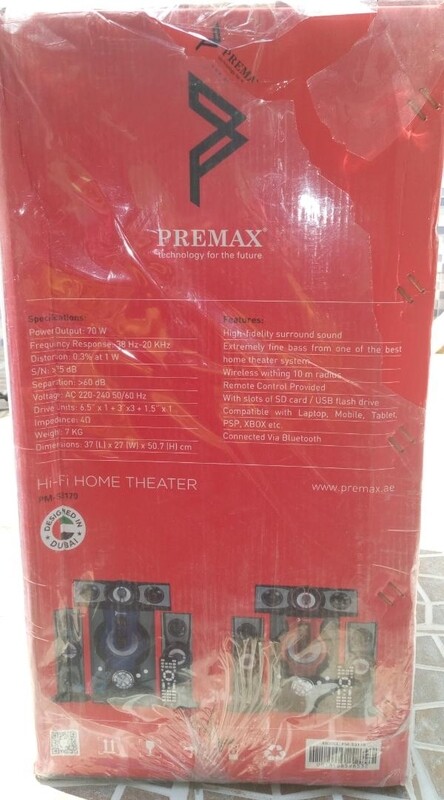 PREMAX
PREMAX
Technology for the future
Specifications:
Power Output: 70 W
Frequency Response: 38 Hz-20 KHz
Distortion: 0.3% at 1 W
S/N: ≥75 dB
Separation: >60 dB
Voltage: AC 220-240 50/60 Hz
Drive units: 6.5" x 1 + 3"x3 + 1.5" x 1
Impedance: 4Ω
Weight: 7 KG
Dimensions: 37 (L) x 27 (W) x 50.7 (H) cm
Features:
High-fidelity surround sound
Extremely fine bass from one of the best
home theater system
Wireless withing 10 m radius
Remote Control Provided
With slots of SD card / USB flash drive
Compatible with Laptop, Mobile, Tablet,
PSP, XBOX etc.
Connected Via Bluetooth
Hi-Fi HOME THEATER
www.premax.ae
DESIGNED IN
DUBAI